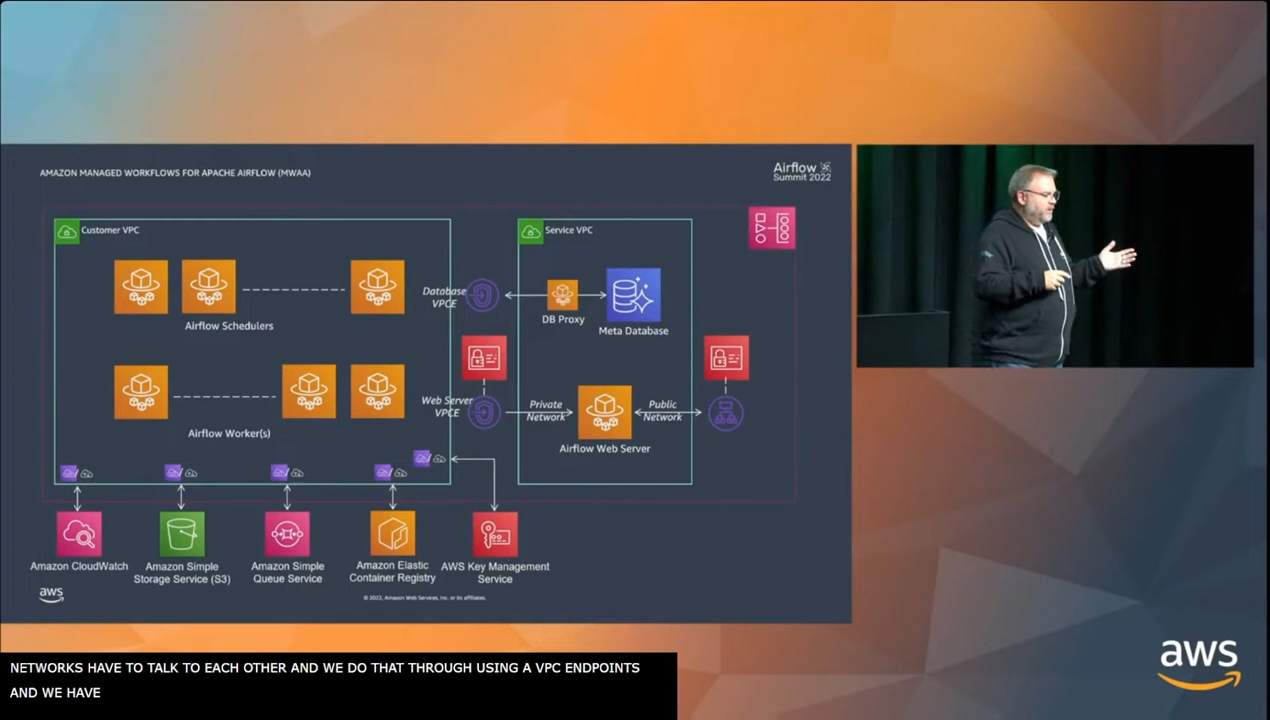 AMAZON MANAGED WORKFLOWS FOR APACHE AIRFLOW (MWAA)
Airflow
Summit 2022
Customer VPC
Service VPC
Database
VPCE
DB Proxy
Meta Database
Airflow Schedulers
Web Server
VPCE
Private
Network
Public
Network
Airflow Worker(s)
Airflow Web Server
Amazon CloudWatch
Amazon Simple
Storage Service (S3)
Amazon Simple
Queue Service
Amazon Elastic
Container Registry
AWS Key Management
Service
aws
© 2023, Amazon Web Services, Inc. or its affiliates.
aws
NETWORKS HAVE TO TALK TO EACH OTHER AND WE DO THAT THROUGH USING A VPC ENDPOINTS
AND WE HAVE